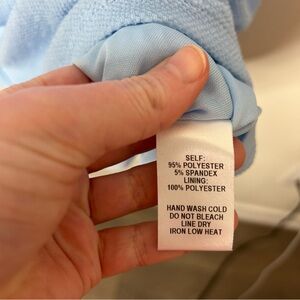 SELF:
95% POLYESTER
5% SPANDEX
LINING:
100% POLYESTER
HAND WASH COLD
DO NOT BLEACH
LINE DRY
IRON LOW HEAT